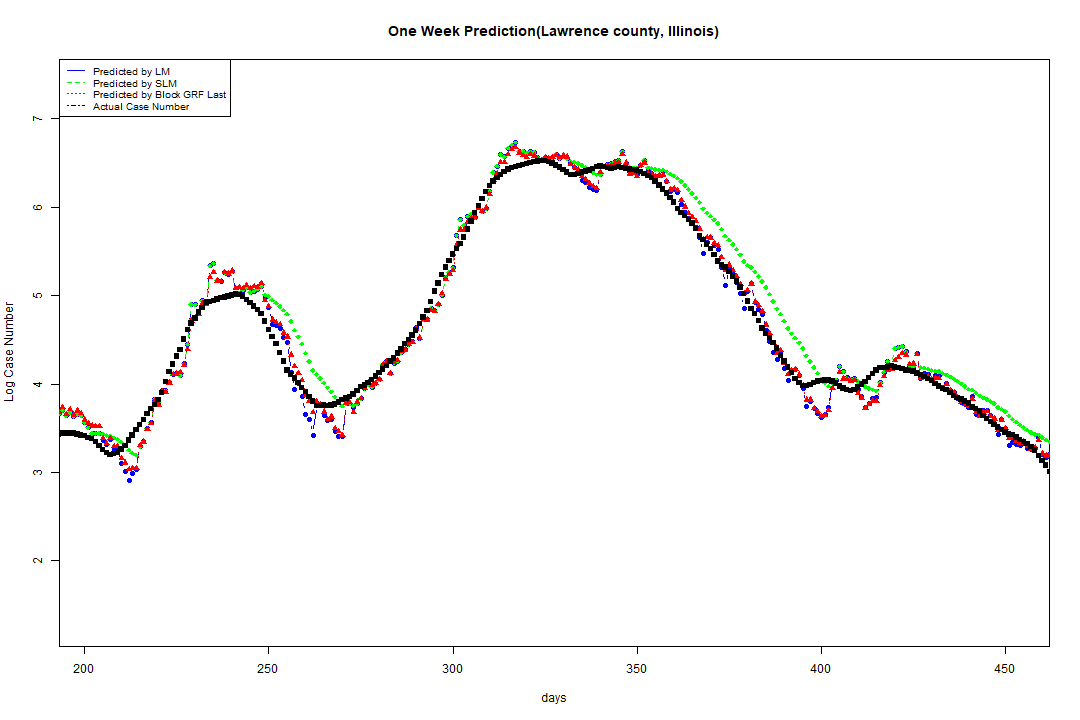 One Week Prediction(Lawrence county, Illinois)
Predicted by LM
Predicted by SLM
Predicted by Block GRF Last
Actual Case Number
7
6
5
4
3
2
Log Case Number
200 250 300 350 400 450
days